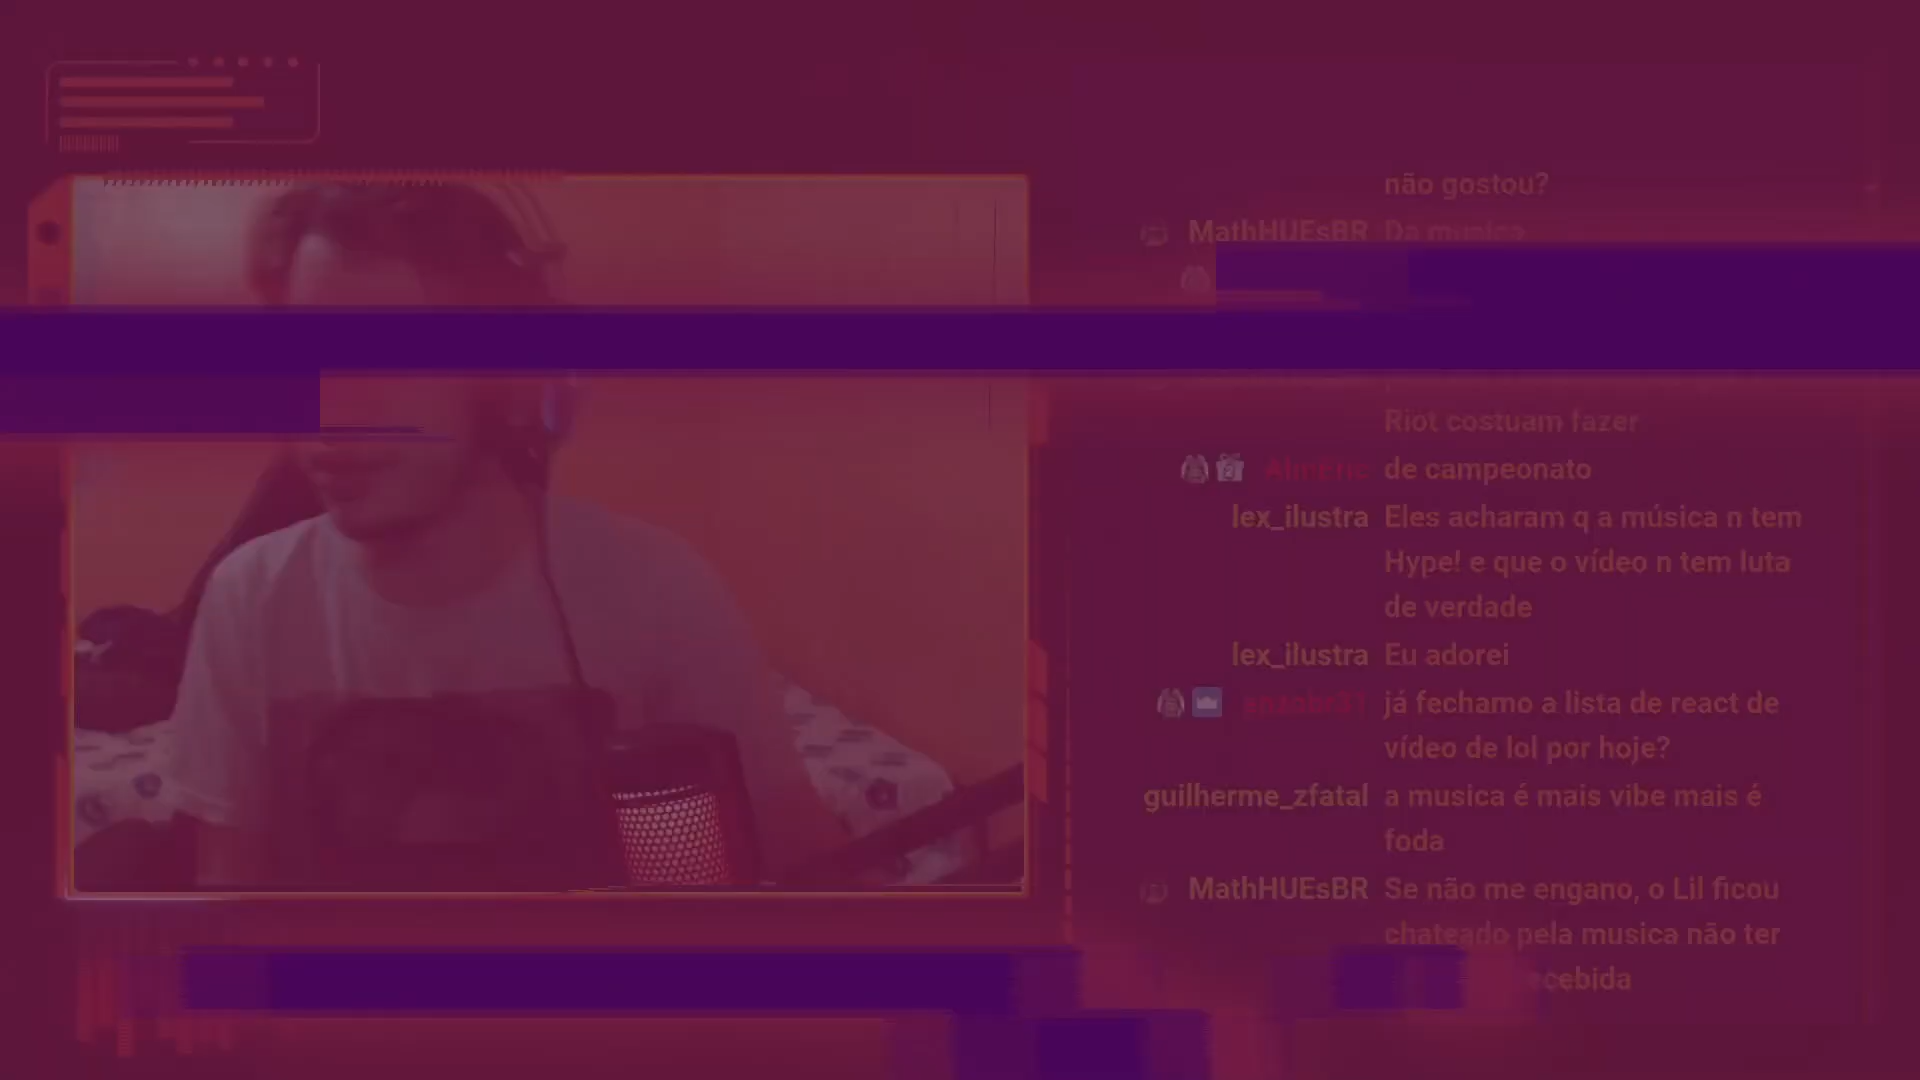 não gostou?
MathHUEsBR Da musica
Riot costuam fazer
de campeonato
lex_ilustra Eles acharam q a música n tem
Hype! e que o vídeo n tem luta
de verdade
lex_ilustra Eu adorei
já fechamo a lista de react de
vídeo de lol por hoje?
guilherme_zfatal a musica é mais vibe mais é
foda
MathHUEsBR Se não me engano, o Lil ficou
chateado pela musica não ter